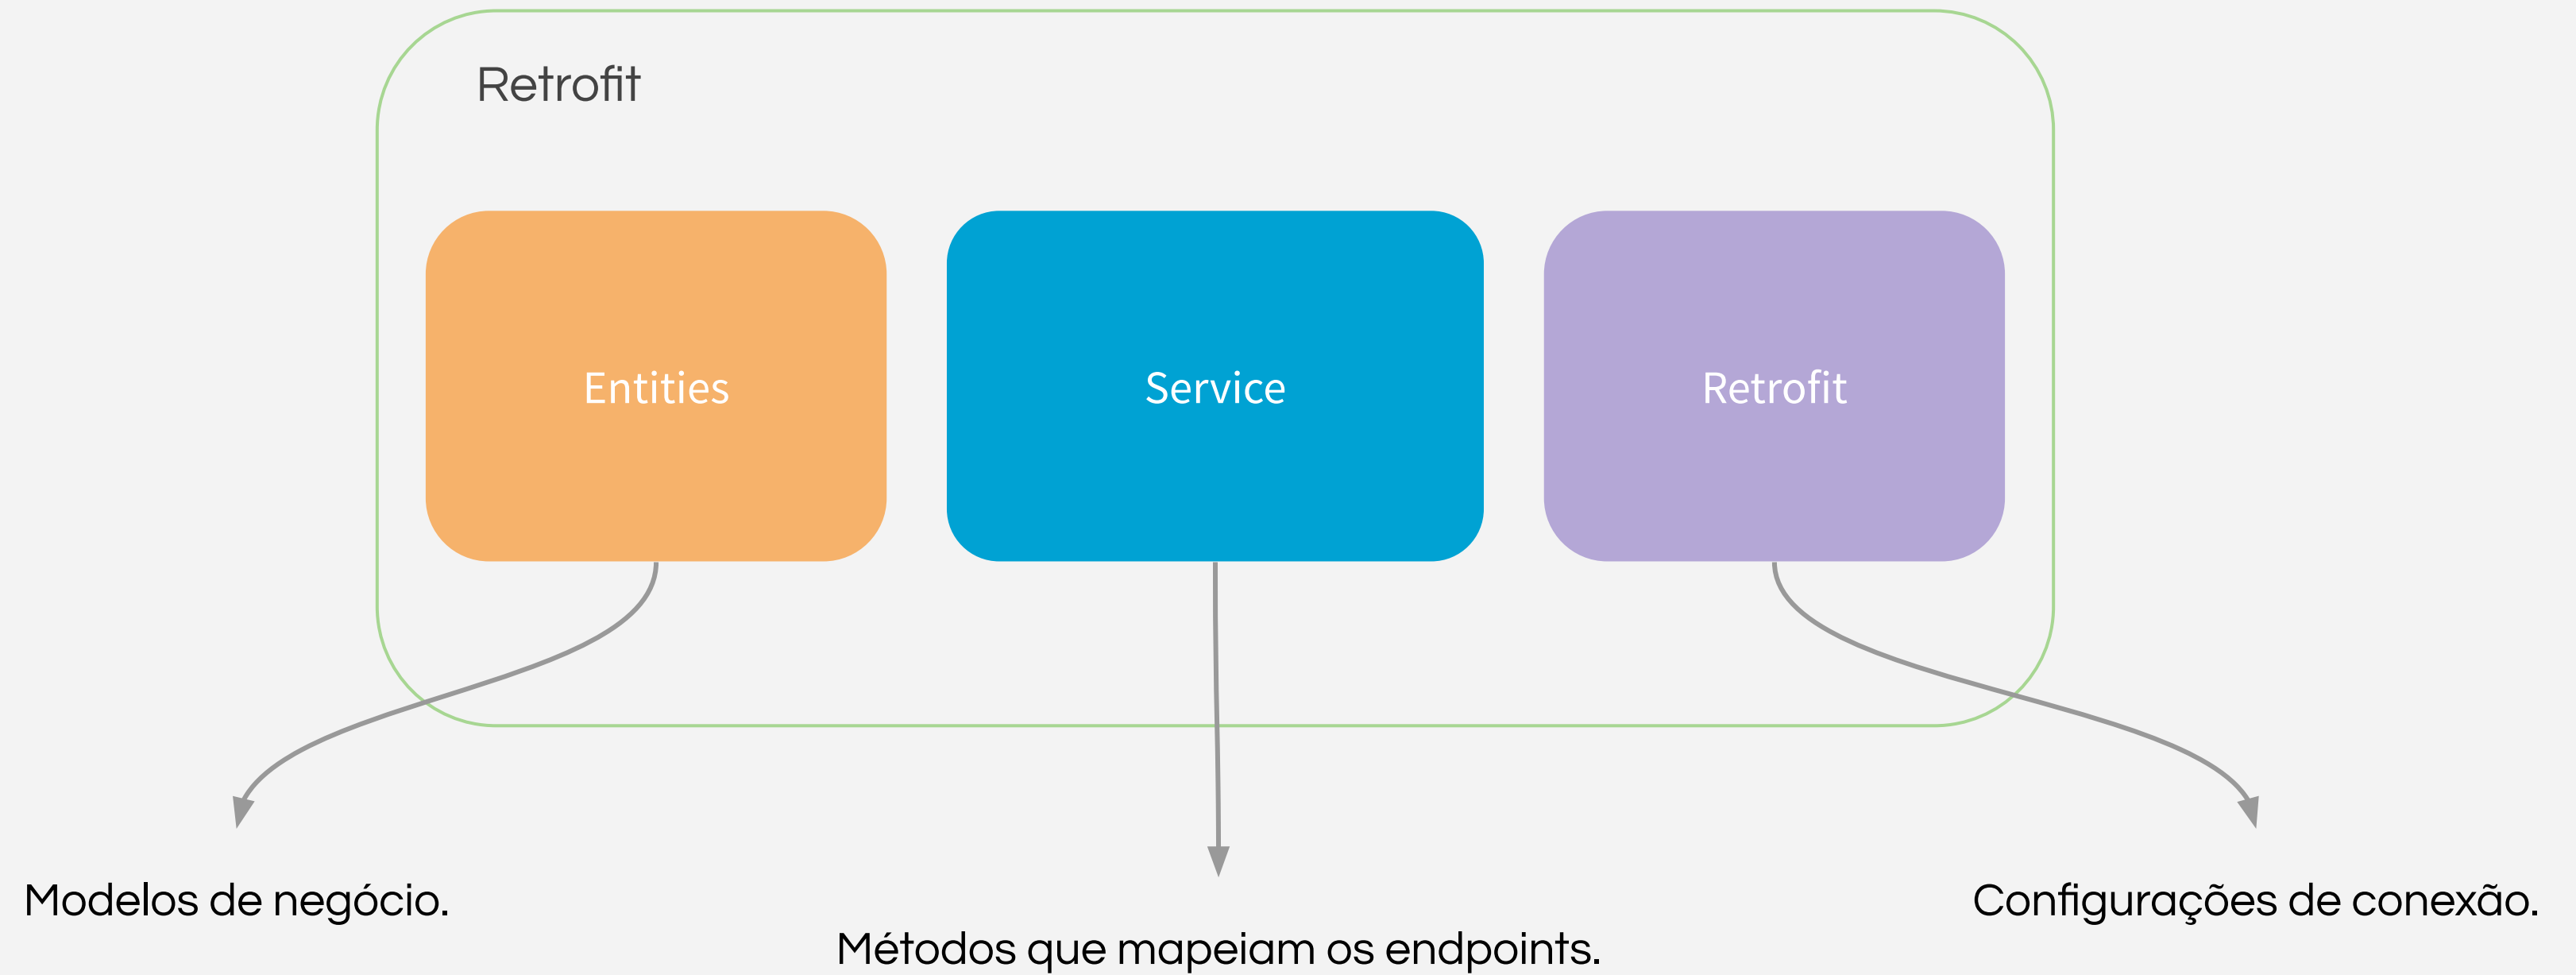 Retrofit
Entities
Service
Retrofit
Modelos de negócio.
Métodos que mapeiam os endpoints.
Configurações de conexão.